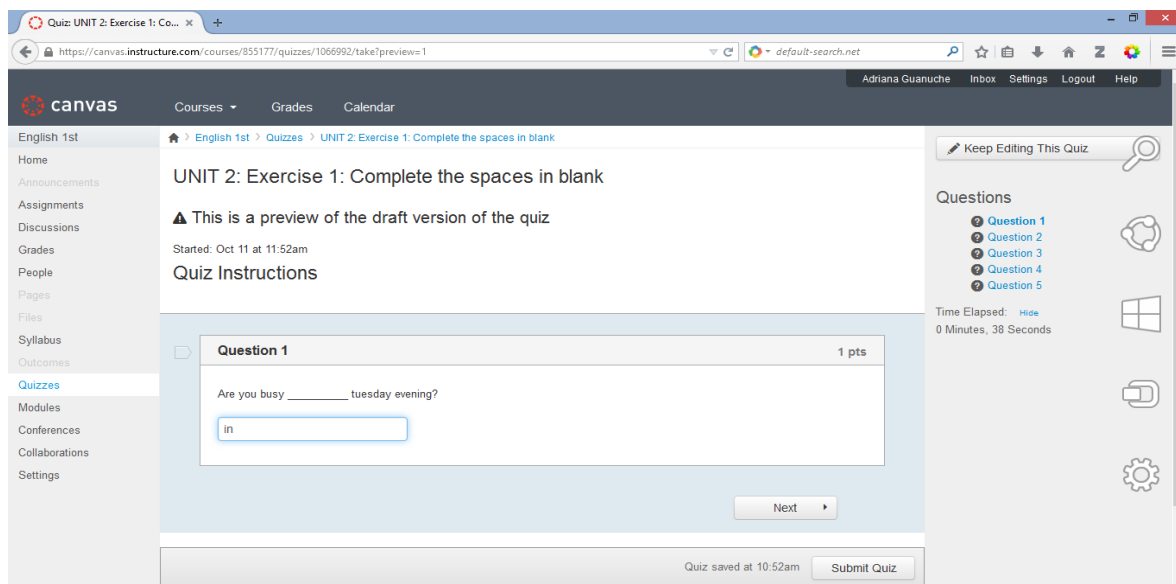 Quiz: UNIT 2: Exercise 1: Co... × +
https://canvas.instructure.com/courses/855177/quizzes/1066992/take?preview=1 default-search.net
Adriana Guanuche Inbox Settings Logout Help
canvas Courses Grades Calendar
English 1st
Home
Announcements
Assignments
Discussions
Grades
People
Pages
Files
Syllabus
Outcomes
Quizzes
Modules
Conferences
Collaborations
Settings
English 1st > Quizzes > UNIT 2: Exercise 1: Complete the spaces in blank
UNIT 2: Exercise 1: Complete the spaces in blank
This is a preview of the draft version of the quiz
Started: Oct 11 at 11:52am
Quiz Instructions
Question 1 1 pts
Are you busy __________ tuesday evening?
in
Next
Quiz saved at 10:52am Submit Quiz
Keep Editing This Quiz
Questions
Question 1
Question 2
Question 3
Question 4
Question 5
Time Elapsed: Hide
0 Minutes, 38 Seconds